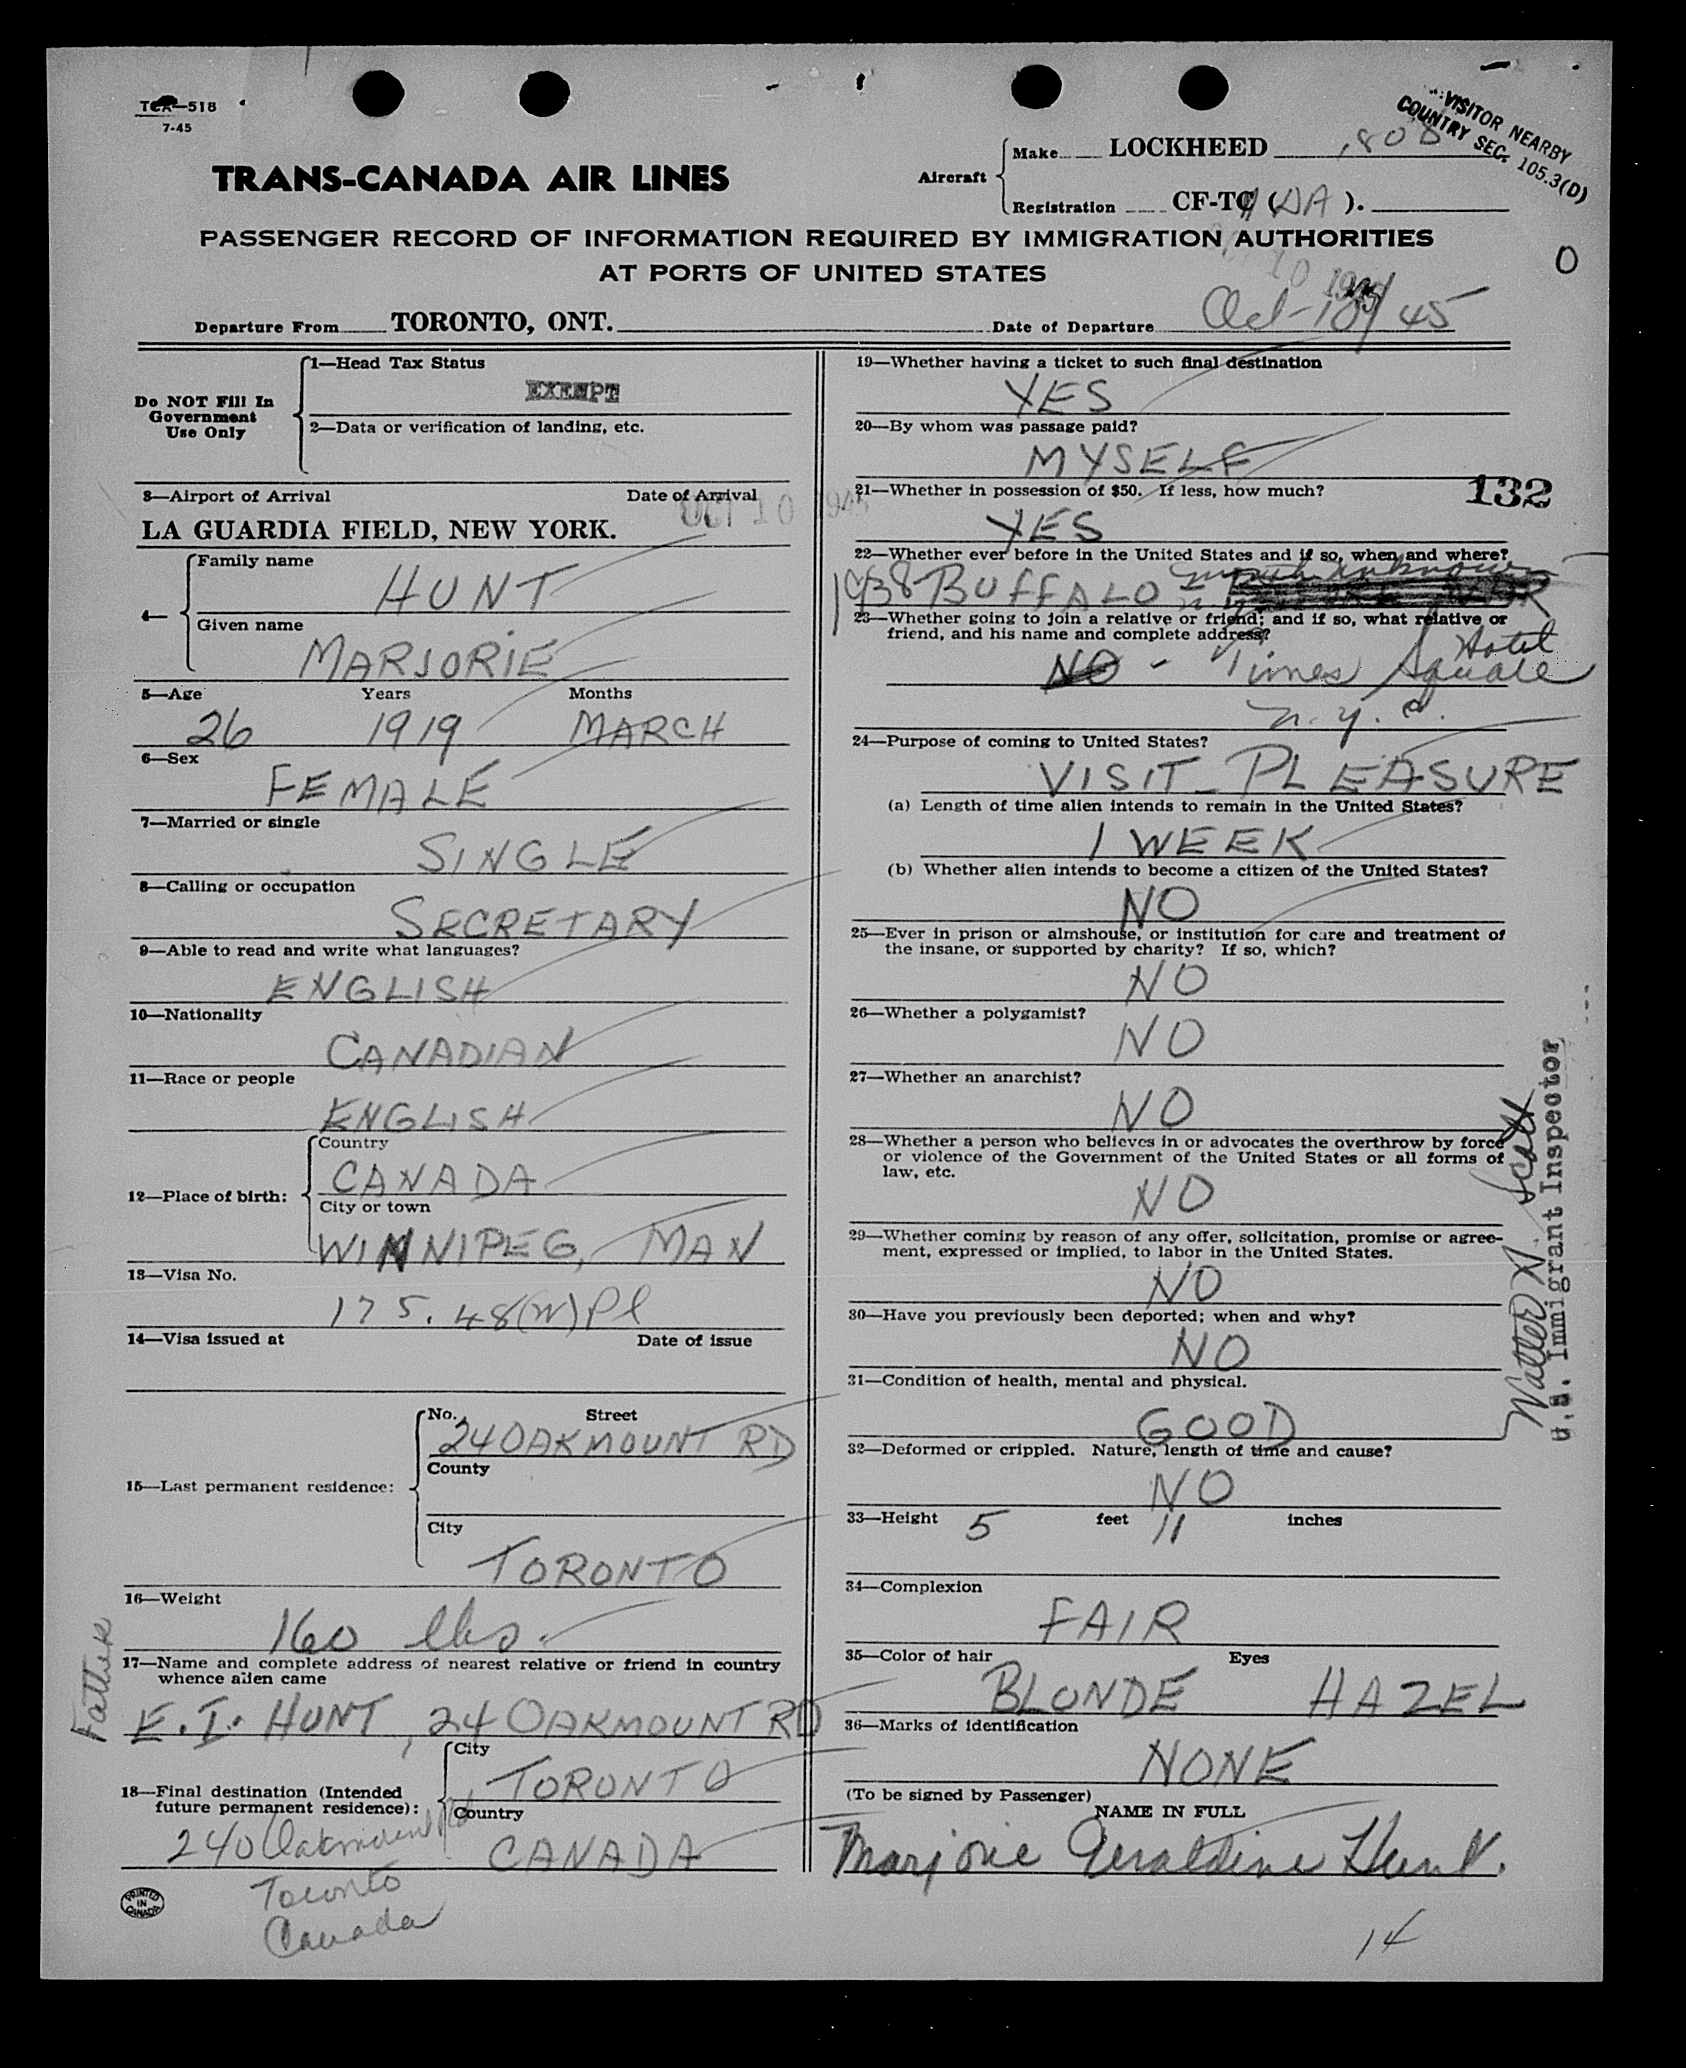 TCA—518
7-45
VISITOR NEARBY
COUNTRY SEC. 105.3(D)
TRANS-CANADA AIR LINES
Aircraft
Make LOCKHEED
Registration CF-TC (DA).
PASSENGER RECORD OF INFORMATION REQUIRED BY IMMIGRATION AUTHORITIES
AT PORTS OF UNITED STATES
O
Departure From TORONTO, ONT. Date of Departure Oct-10/45
Do NOT Fill In
Government
Use Only
1—Head Tax Status
EXEMPT
2—Data or verification of landing, etc.
3—Airport of Arrival Date of Arrival
LA GUARDIA FIELD, NEW YORK. OCT 10 1945
4— Family name
HUNT
Given name
MARJORIE
5—Age Years Months
26 1919 MARCH
6—Sex
FEMALE
7—Married or single
SINGLE
8—Calling or occupation
SECRETARY
9—Able to read and write what languages?
ENGLISH
10—Nationality
CANADIAN
11—Race or people
ENGLISH
12—Place of birth:
Country
CANADA
City or town
WINNIPEG, MAN
13—Visa No.
175.48(W)Pl
14—Visa issued at Date of issue
15—Last permanent residence:
No. Street
240AKMOUNT RD
County
City
TORONTO
16—Weight
160 lbs.
17—Name and complete address of nearest relative or friend in country
whence alien came
Father
E. I. HUNT, 24 OAKMOUNT RD
18—Final destination (Intended
future permanent residence):
City
TORONTO
Country
CANADA
240 Oakmount Rd
Toronto
Canada
PRINTED
IN
CANADA
19—Whether having a ticket to such final destination
YES
20—By whom was passage paid?
MYSELF
21—Whether in possession of $50. If less, how much?
132
YES
22—Whether ever before in the United States and if so, when and where?
1938 BUFFALO month unknown
23—Whether going to join a relative or friend; and if so, what relative or
friend, and his name and complete address?
NO - Times Square Hotel
N.Y.C.
24—Purpose of coming to United States?
VISIT - PLEASURE
(a) Length of time alien intends to remain in the United States?
1 WEEK
(b) Whether alien intends to become a citizen of the United States?
NO
25—Ever in prison or almshouse, or institution for care and treatment of
the insane, or supported by charity? If so, which?
NO
26—Whether a polygamist?
NO
27—Whether an anarchist?
NO
28—Whether a person who believes in or advocates the overthrow by force
or violence of the Government of the United States or all forms of
law, etc.
NO
29—Whether coming by reason of any offer, solicitation, promise or agree-
ment, expressed or implied, to labor in the United States.
NO
30—Have you previously been deported; when and why?
NO
31—Condition of health, mental and physical.
GOOD
32—Deformed or crippled. Nature, length of time and cause?
NO
33—Height 5 feet 11 inches
34—Complexion
FAIR
35—Color of hair Eyes
BLONDE HAZEL
36—Marks of identification
NONE
(To be signed by Passenger)
NAME IN FULL
Marjorie Geraldine Hunt.
14
Walter N. Scott
U.S. Immigrant Inspector